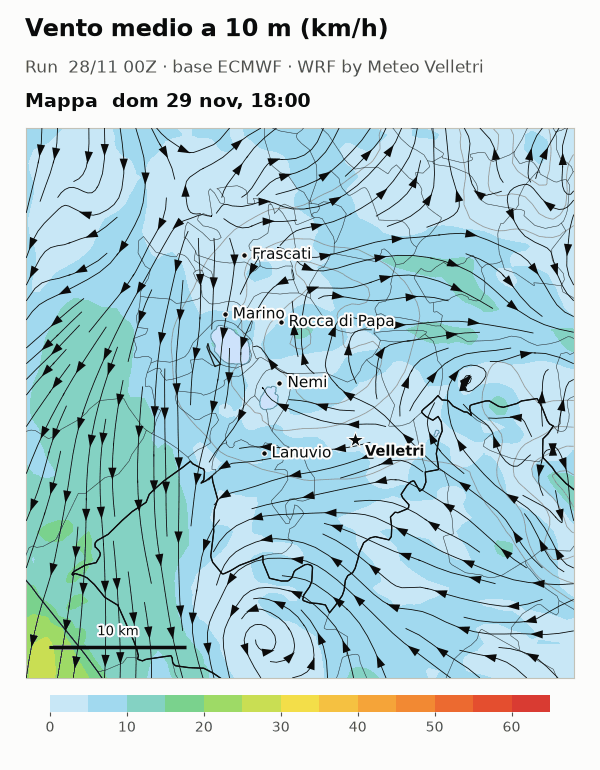 Vento medio a 10 m (km/h)
Run  28/11 00Z · base ECMWF · WRF by Meteo Velletri
Mappa  dom 29 nov, 18:00
Frascati
Marino
Rocca di Papa
Nemi
Velletri
Lanuvio
10 km
0 10 20 30 40 50 60